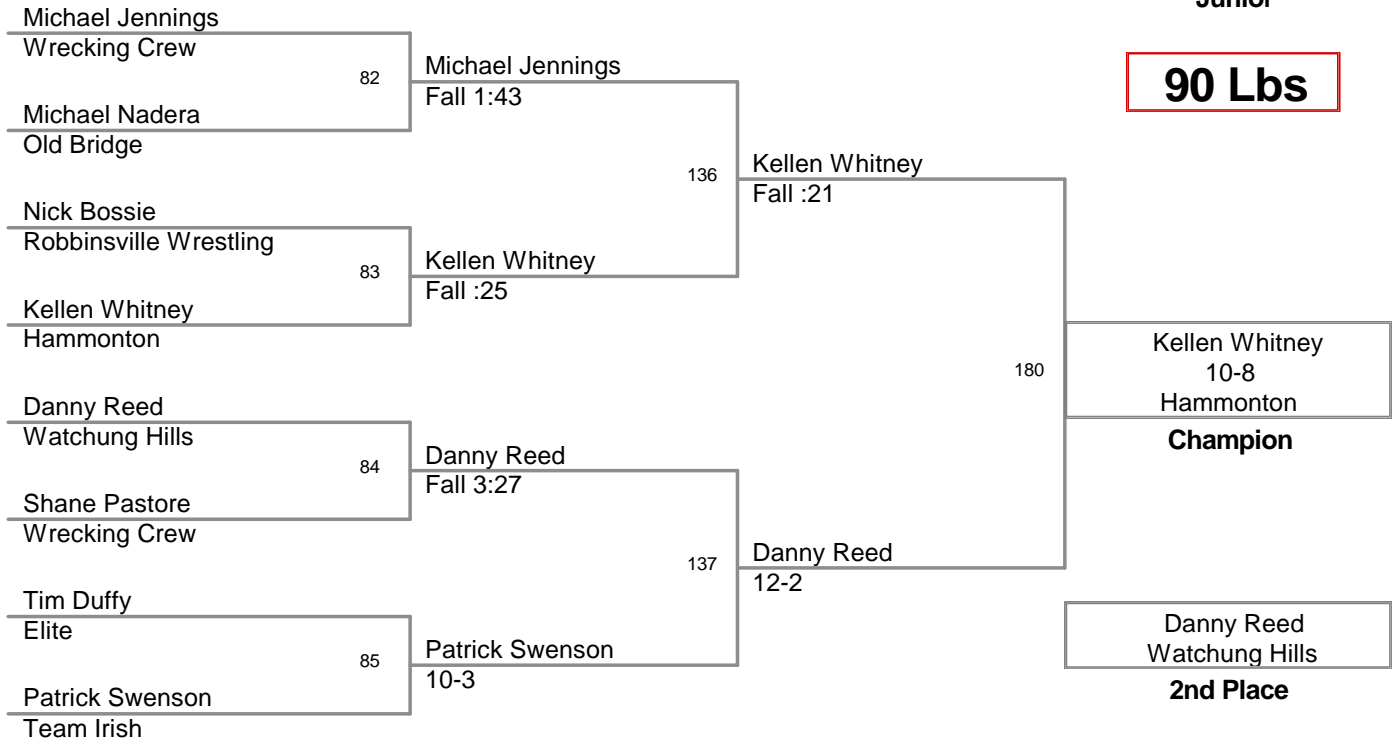 Junior
90 Lbs
Michael Jennings
Wrecking Crew
82
Michael Nadera
Old Bridge
Michael Jennings
Fall 1:43
Nick Bossie
Robbinsville Wrestling
83
Kellen Whitney
Hammonton
Kellen Whitney
Fall :25
136
Kellen Whitney
Fall :21
Danny Reed
Watchung Hills
84
Shane Pastore
Wrecking Crew
Danny Reed
Fall 3:27
Tim Duffy
Elite
85
Patrick Swenson
Team Irish
Patrick Swenson
10-3
137
Danny Reed
12-2
180
Kellen Whitney
10-8
Hammonton
Champion
Danny Reed
Watchung Hills
2nd Place